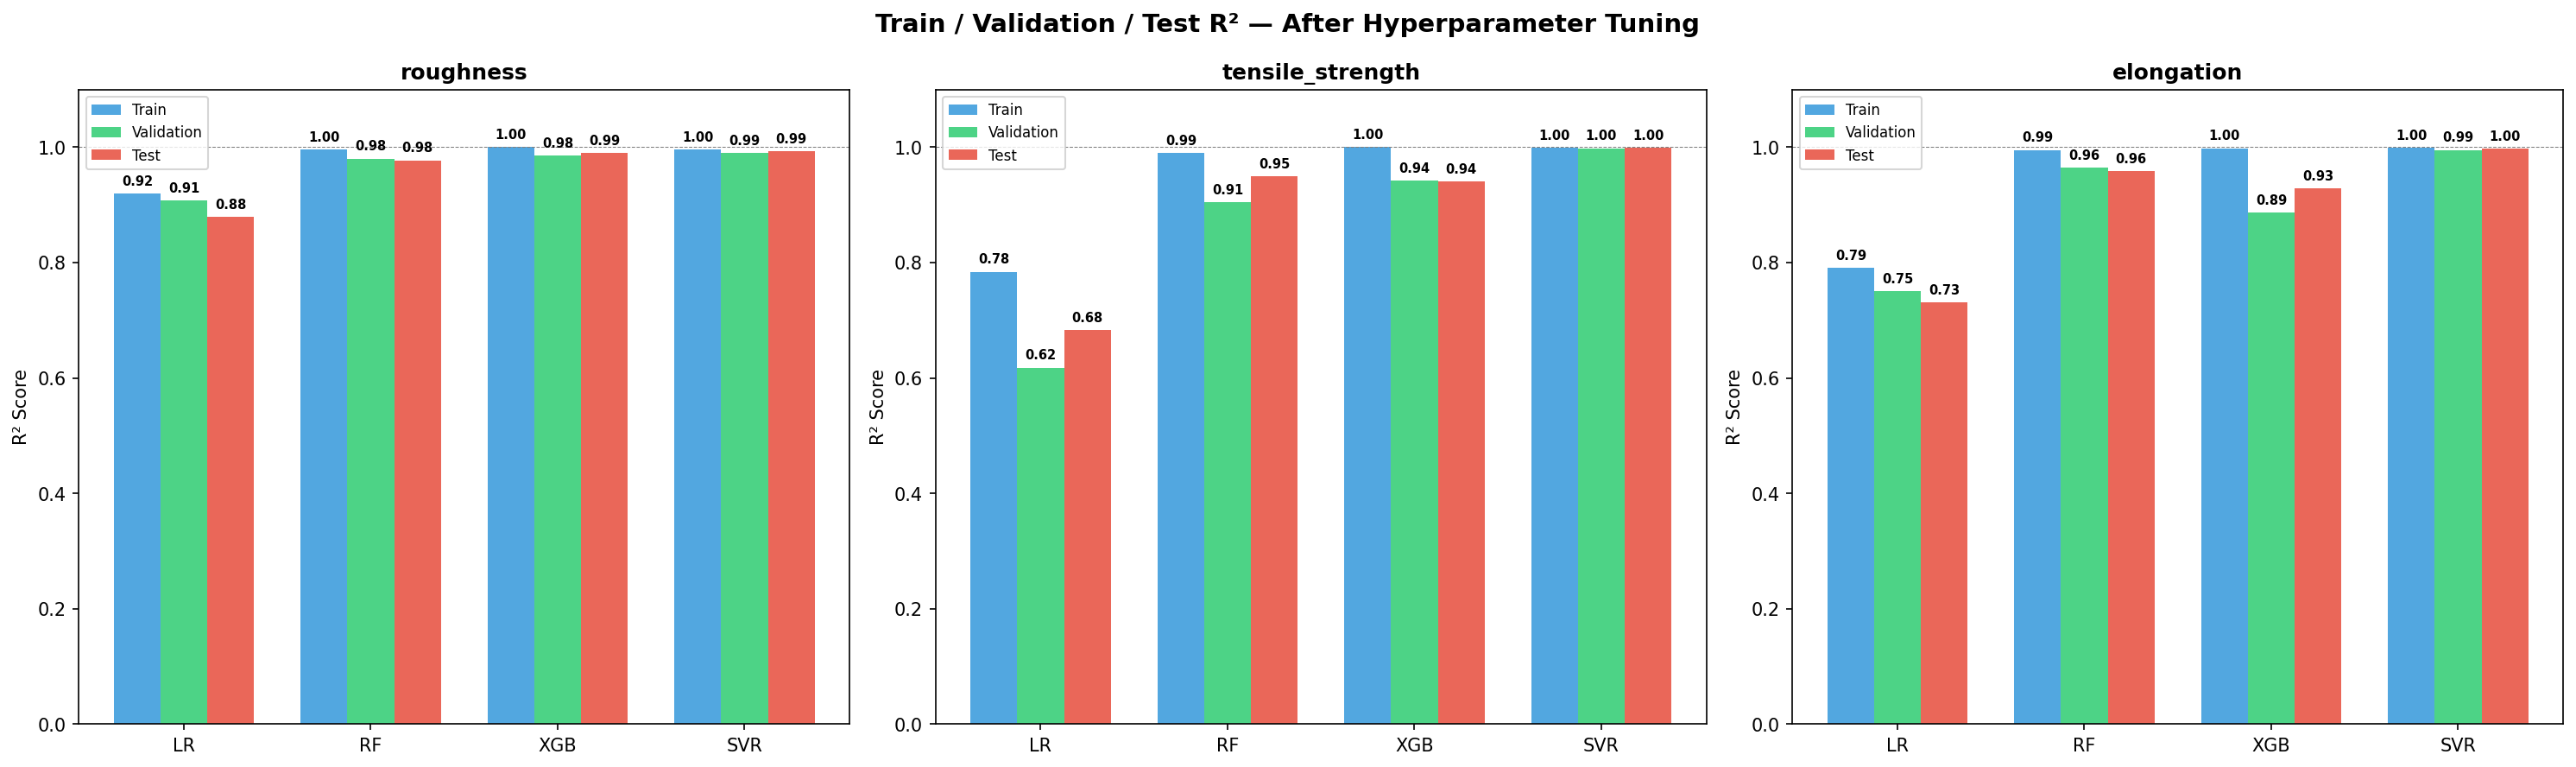 Train / Validation / Test R² — After Hyperparameter Tuning
roughness
Train
Validation
Test
R² Score
1.0
0.8
0.6
0.4
0.2
0.0
0.92
0.91
0.88
1.00
0.98
0.98
1.00
0.98
0.99
1.00
0.99
0.99
LR
RF
XGB
SVR
tensile_strength
Train
Validation
Test
R² Score
1.0
0.8
0.6
0.4
0.2
0.0
0.78
0.62
0.68
0.99
0.91
0.95
1.00
0.94
0.94
1.00
1.00
1.00
LR
RF
XGB
SVR
elongation
Train
Validation
Test
R² Score
1.0
0.8
0.6
0.4
0.2
0.0
0.79
0.75
0.73
0.99
0.96
0.96
1.00
0.89
0.93
1.00
0.99
1.00
LR
RF
XGB
SVR